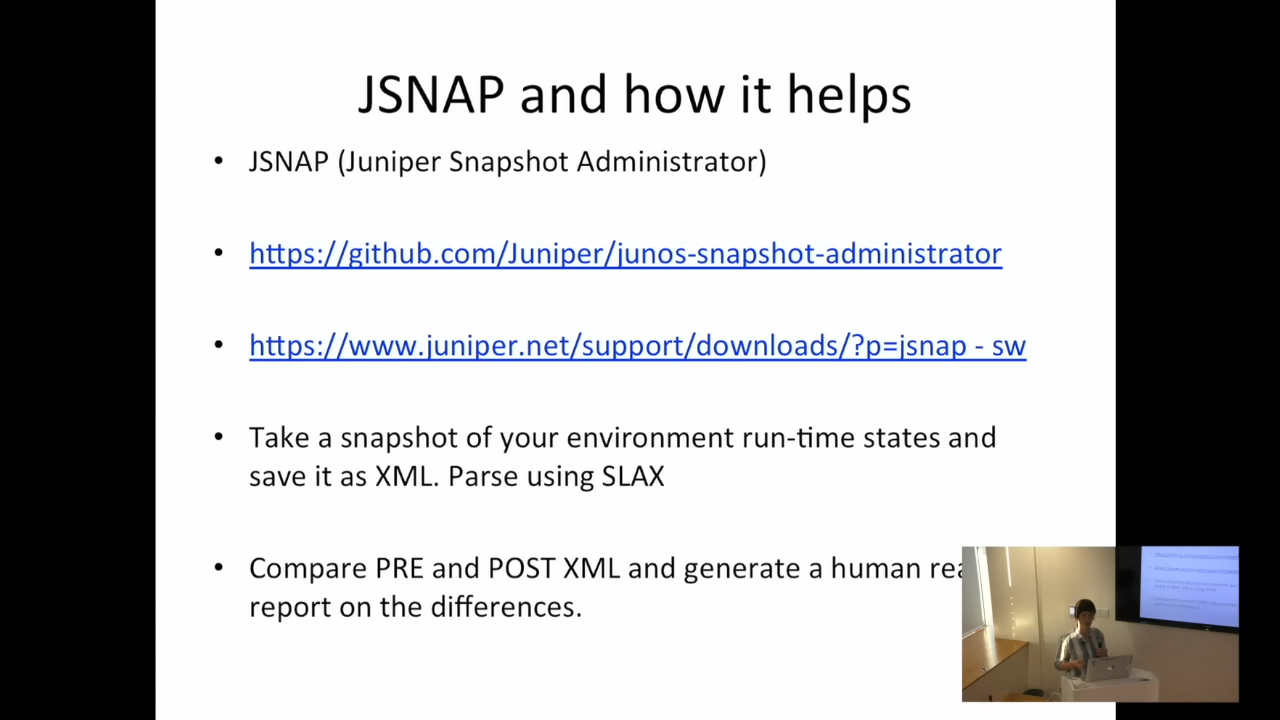 JSNAP and how it helps
• JSNAP (Juniper Snapshot Administrator)
• https://github.com/Juniper/junos-snapshot-administrator
• https://www.juniper.net/support/downloads/?p=jsnap - sw
• Take a snapshot of your environment run-time states and
save it as XML. Parse using SLAX
• Compare PRE and POST XML and generate a human
report on the differences.